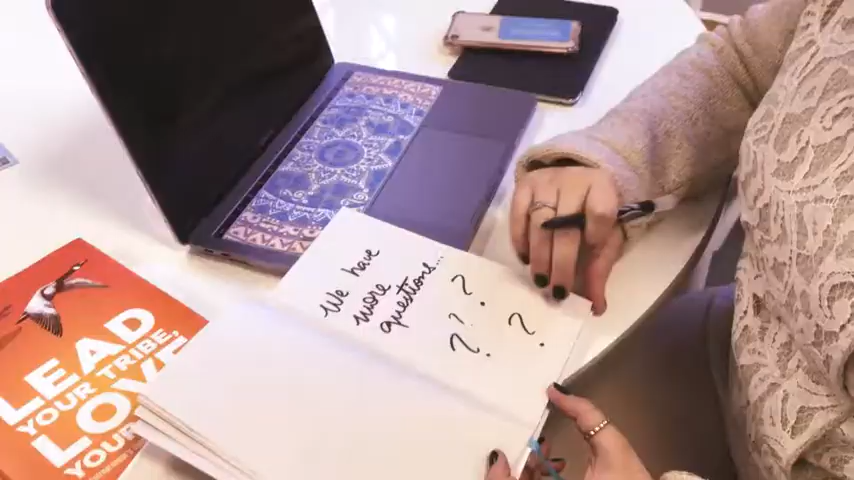 We have
more
questions...
?
?
?
LEAD
YOUR TRIBE,
LOVE
YOUR